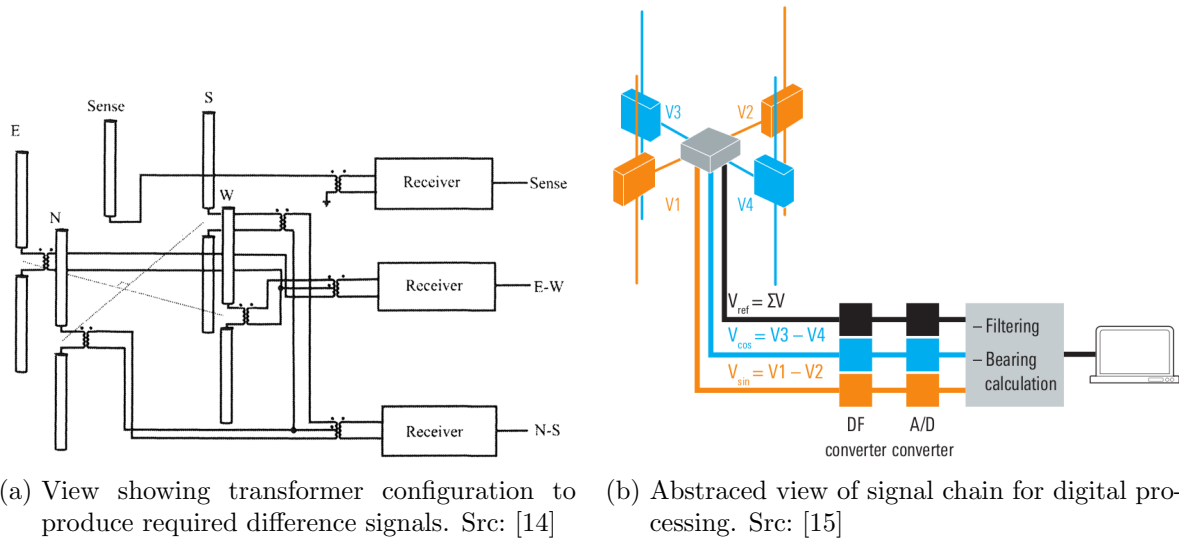 E
Sense
S
N
W
Receiver
Sense
Receiver
E-W
Receiver
N-S
V3
V2
V1
V4
V_ref = ΣV
V_cos = V3 – V4
V_sin = V1 – V2
– Filtering
– Bearing
calculation
DF
converter
A/D
converter
(a) View showing transformer configuration to
produce required difference signals. Src: [14]
(b) Abstraced view of signal chain for digital pro-
cessing. Src: [15]